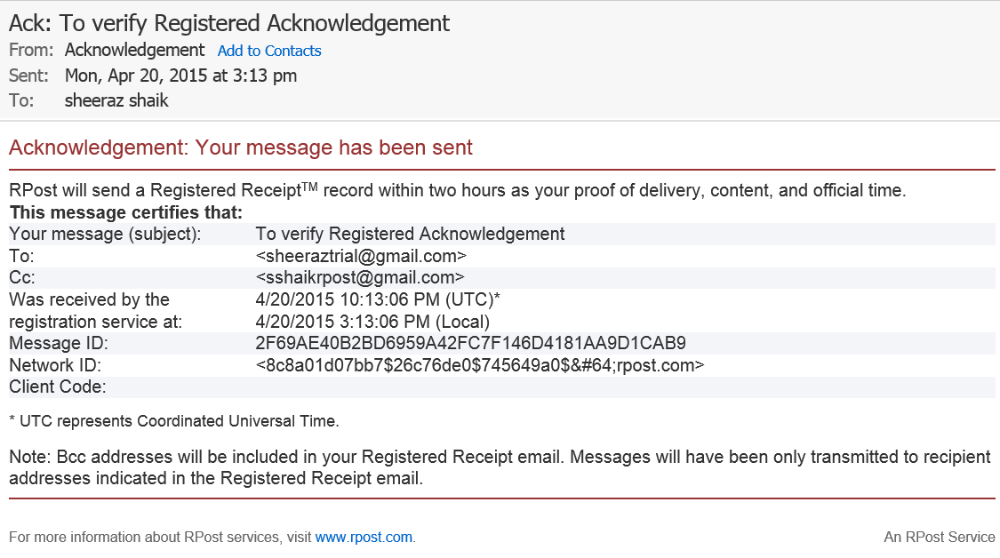 Ack: To verify Registered Acknowledgement
From: Acknowledgement Add to Contacts
Sent: Mon, Apr 20, 2015 at 3:13 pm
To: sheeraz shaik
Acknowledgement: Your message has been sent
RPost will send a Registered Receipt™ record within two hours as your proof of delivery, content, and official time.
This message certifies that:
Your message (subject): To verify Registered Acknowledgement
To: <sheeraztrial@gmail.com>
Cc: <sshaikrpost@gmail.com>
Was received by the 4/20/2015 10:13:06 PM (UTC)*
registration service at: 4/20/2015 3:13:06 PM (Local)
Message ID: 2F69AE40B2BD6959A42FC7F146D4181AA9D1CAB9
Network ID: <8c8a01d07bb7$26c76de0$745649a0$&#64;rpost.com>
Client Code:
* UTC represents Coordinated Universal Time.
Note: Bcc addresses will be included in your Registered Receipt email. Messages will have been only transmitted to recipient
addresses indicated in the Registered Receipt email.
For more information about RPost services, visit www.rpost.com. An RPost Service